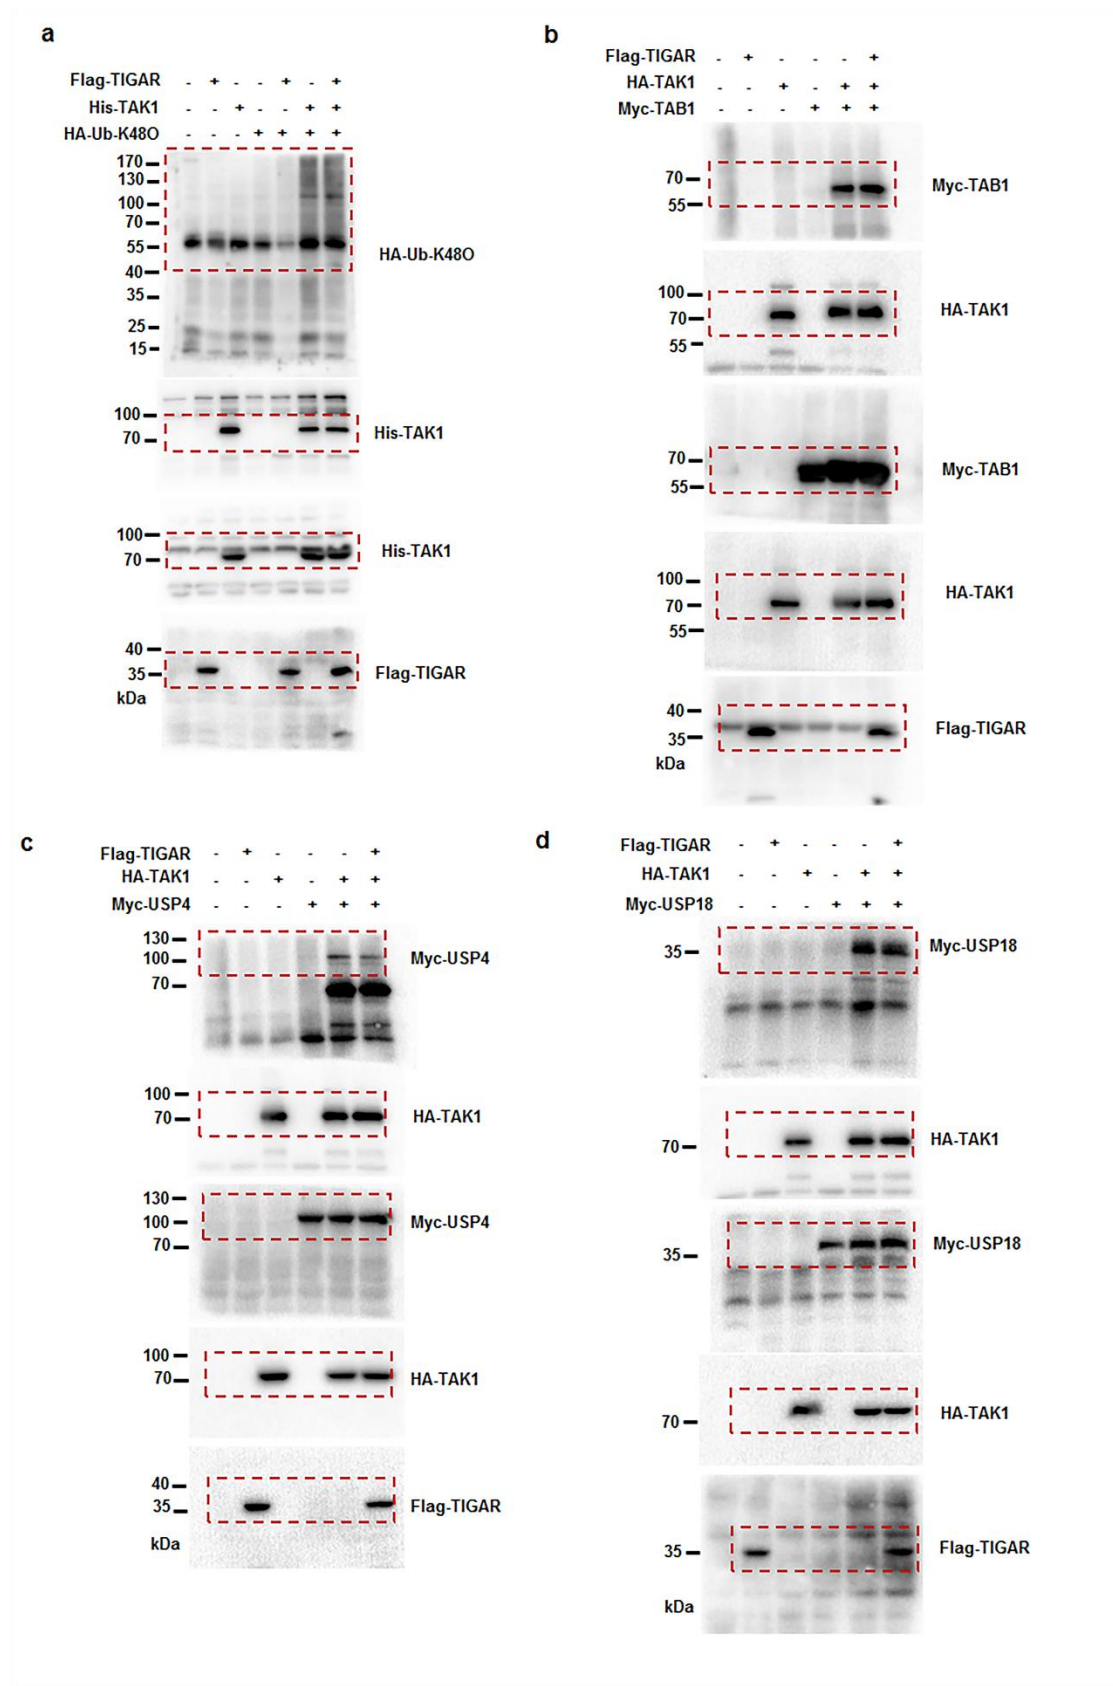 a
Flag-TIGAR - + - - + - +
His-TAK1 - - + - - + +
HA-Ub-K48O - - - + + + +
170
130
100
70
55
40
35
25
15
HA-Ub-K48O
100
70
His-TAK1
100
70
His-TAK1
40
35
kDa
Flag-TIGAR
b
Flag-TIGAR - + - - - +
HA-TAK1 - - + - + +
Myc-TAB1 - - - + + +
70
55
Myc-TAB1
100
70
55
HA-TAK1
70
55
Myc-TAB1
100
70
55
HA-TAK1
40
35
kDa
Flag-TIGAR
c
Flag-TIGAR - + - - - +
HA-TAK1 - - + - + +
Myc-USP4 - - - + + +
130
100
70
Myc-USP4
100
70
HA-TAK1
130
100
70
Myc-USP4
100
70
HA-TAK1
40
35
kDa
Flag-TIGAR
d
Flag-TIGAR - + - - - +
HA-TAK1 - - + - + +
Myc-USP18 - - - + + +
35
Myc-USP18
70
HA-TAK1
35
Myc-USP18
70
HA-TAK1
35
kDa
Flag-TIGAR